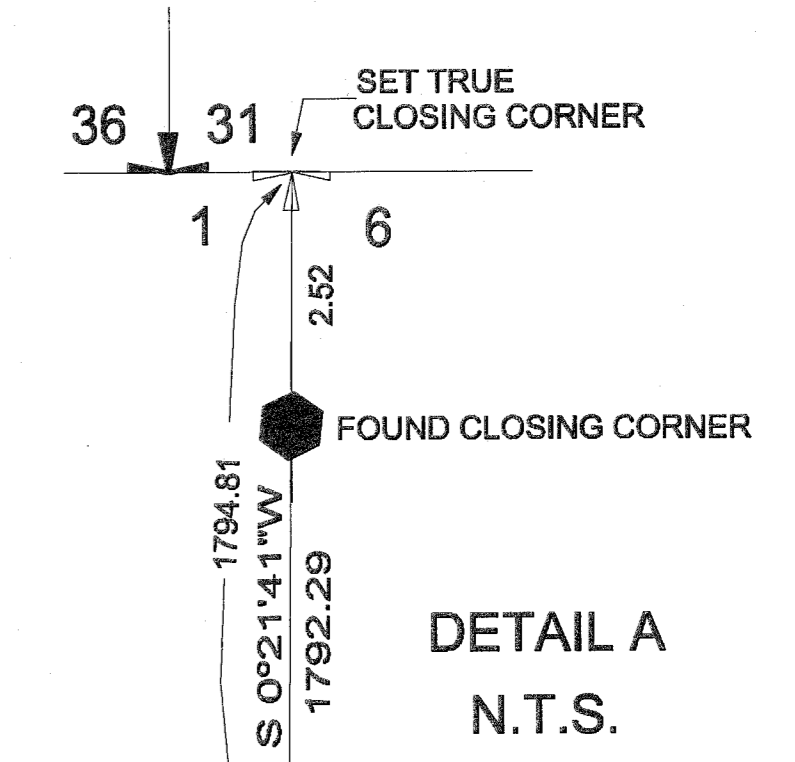 SET TRUE
CLOSING CORNER
36
31
1
6
2.52
FOUND CLOSING CORNER
1794.81
S 0°21'41"W
1792.29
DETAIL A
N.T.S.